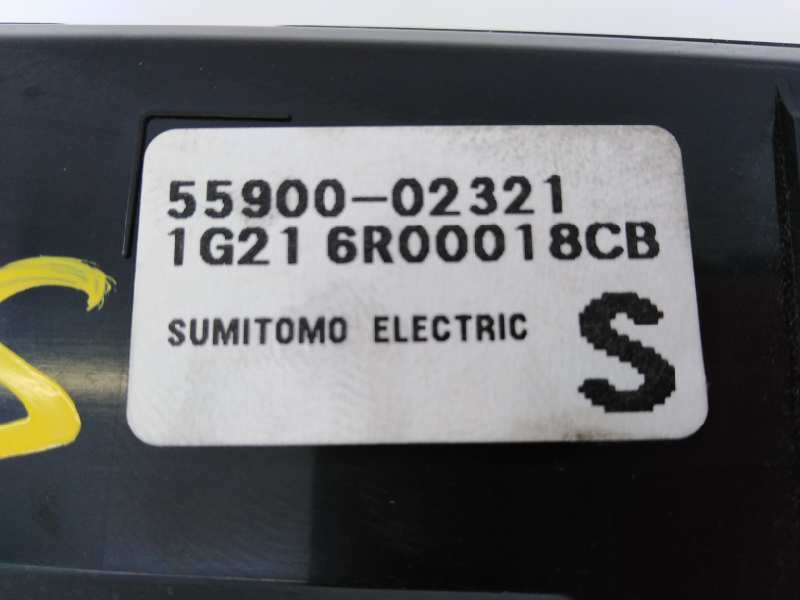 55900-02321
1G21 6R00018CB
SUMITOMO ELECTRIC
S